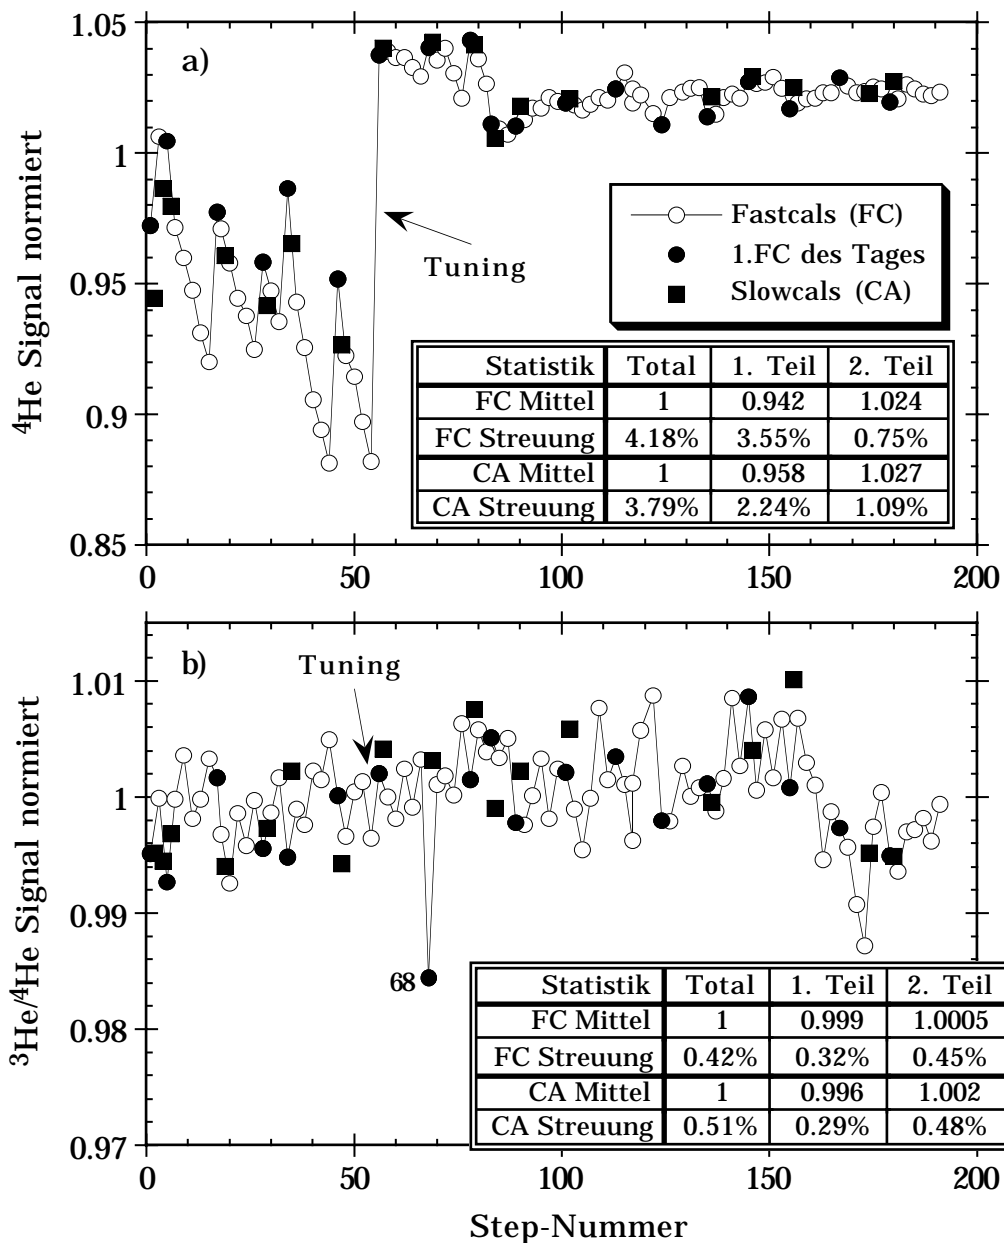 1.05
a)
1
0.95
0.9
0.85
⁴He Signal normiert
Tuning
Fastcals (FC)
1.FC des Tages
Slowcals (CA)
Statistik Total 1. Teil 2. Teil
FC Mittel 1 0.942 1.024
FC Streuung 4.18% 3.55% 0.75%
CA Mittel 1 0.958 1.027
CA Streuung 3.79% 2.24% 1.09%
0 50 100 150 200
b)
Tuning
1.01
1
0.99
0.98
0.97
³He/⁴He Signal normiert
68
Statistik Total 1. Teil 2. Teil
FC Mittel 1 0.999 1.0005
FC Streuung 0.42% 0.32% 0.45%
CA Mittel 1 0.996 1.002
CA Streuung 0.51% 0.29% 0.48%
0 50 100 150 200
Step-Nummer